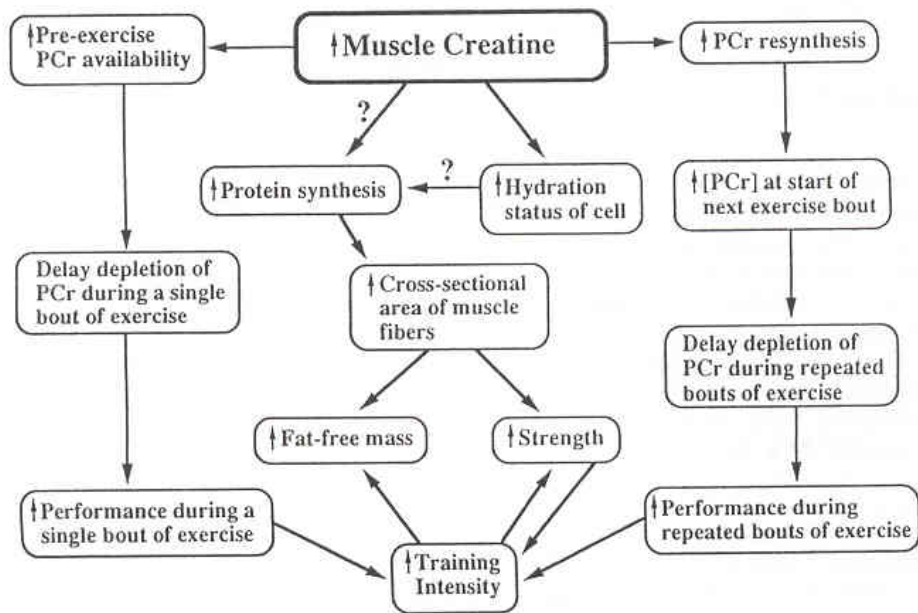 ↑Pre-exercise
PCr availability
↑Muscle Creatine
↑PCr resynthesis
?
↑Protein synthesis
?
↑Hydration
status of cell
↑[PCr] at start of
next exercise bout
Delay depletion of
PCr during a single
bout of exercise
↑Cross-sectional
area of muscle
fibers
Delay depletion of
PCr during repeated
bouts of exercise
↑Fat-free mass
↑Strength
↑Performance during a
single bout of exercise
↑Training
Intensity
↑Performance during
repeated bouts of exercise